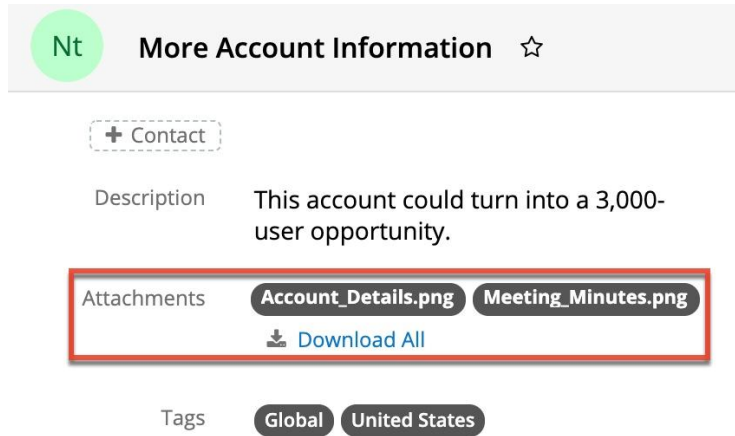 Nt More Account Information
+ Contact
Description This account could turn into a 3,000-
user opportunity.
Attachments Account_Details.png Meeting_Minutes.png
Download All
Tags Global United States